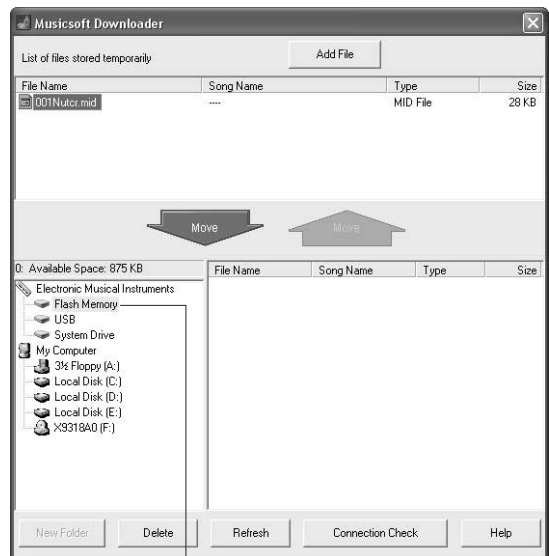 Musicsoft Downloader
List of files stored temporarily Add File
File Name Song Name Type Size
001Nutcr.mid ---- MID File 28 KB
Move Move
0: Available Space: 875 KB File Name Song Name Type Size
Electronic Musical Instruments
Flash Memory
USB
System Drive
My Computer
3½ Floppy (A:)
Local Disk (C:)
Local Disk (D:)
Local Disk (E:)
X9318A0 (F:)
New Folder Delete Refresh Connection Check Help